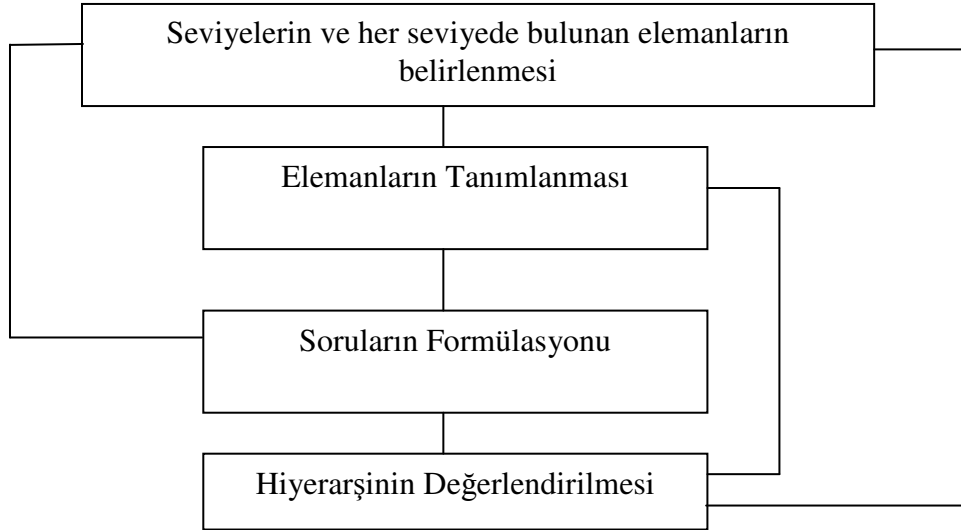 Seviyelerin ve her seviyede bulunan elemanların
belirlenmesi
Elemanların Tanımlanması
Soruların Formülasyonu
Hiyerarşinin Değerlendirilmesi